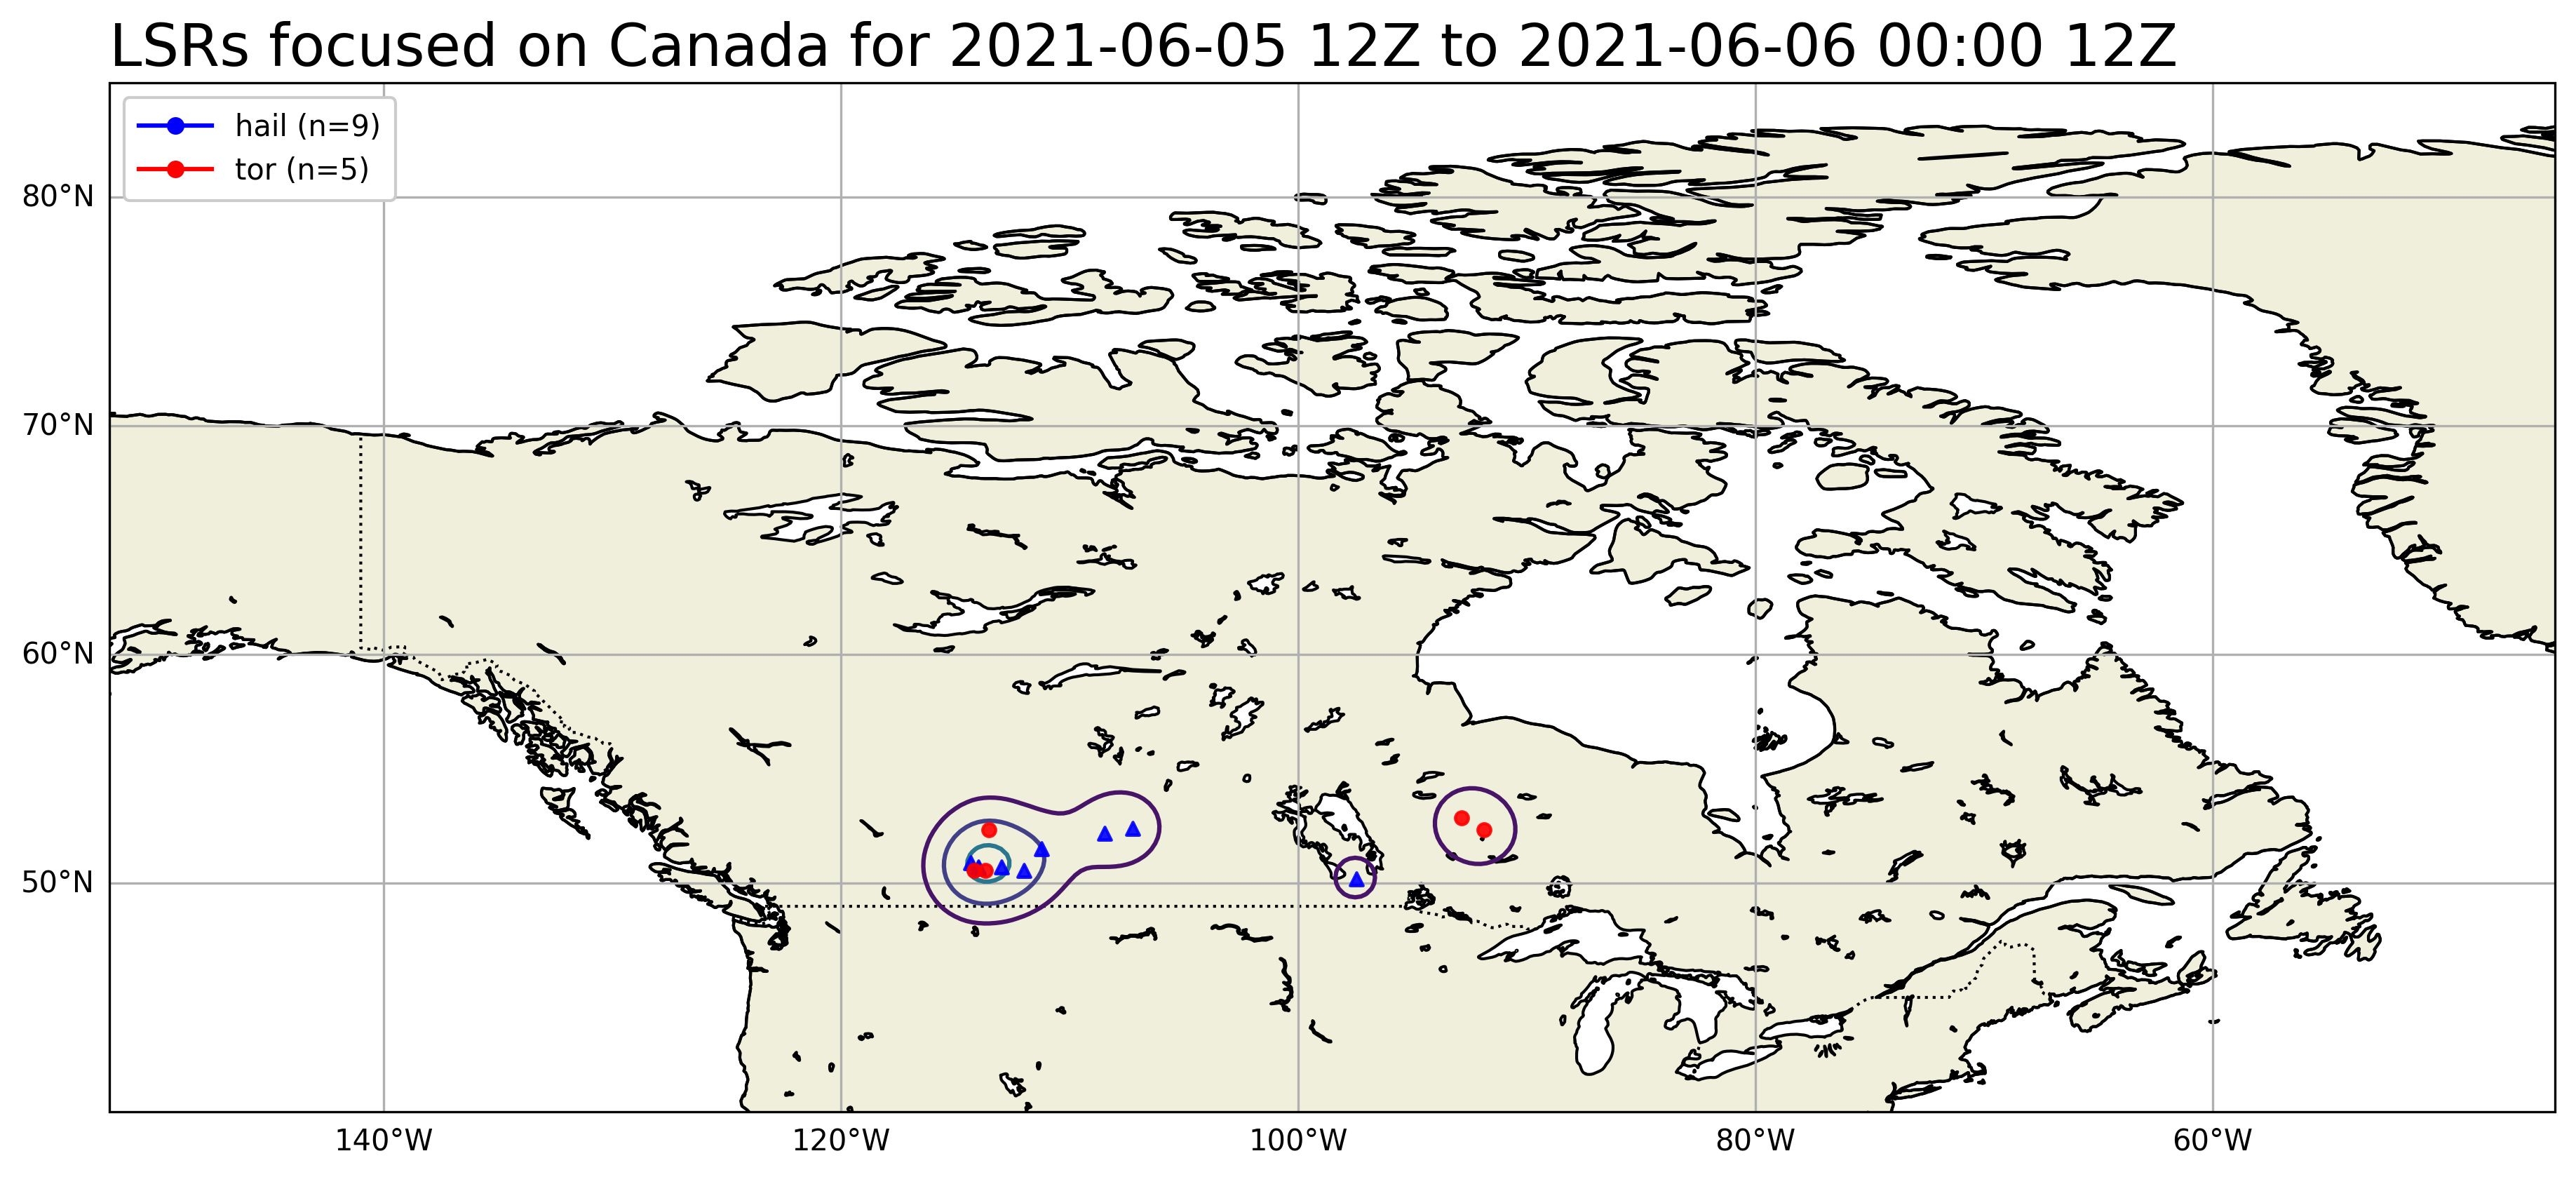 LSRs focused on Canada for 2021-06-05 12Z to 2021-06-06 00:00 12Z
hail (n=9)
tor (n=5)
80°N
70°N
60°N
50°N
140°W
120°W
100°W
80°W
60°W